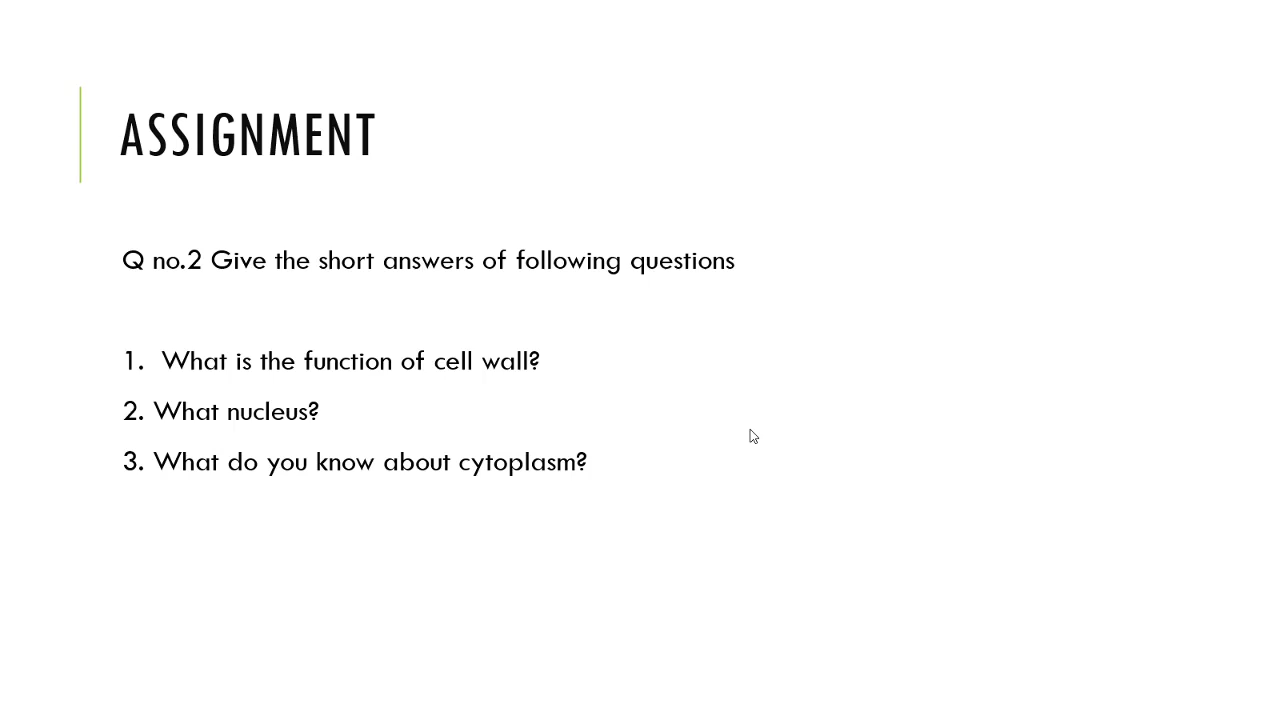 ASSIGNMENT
Q no.2 Give the short answers of following questions
1. What is the function of cell wall?
2. What nucleus?
3. What do you know about cytoplasm?